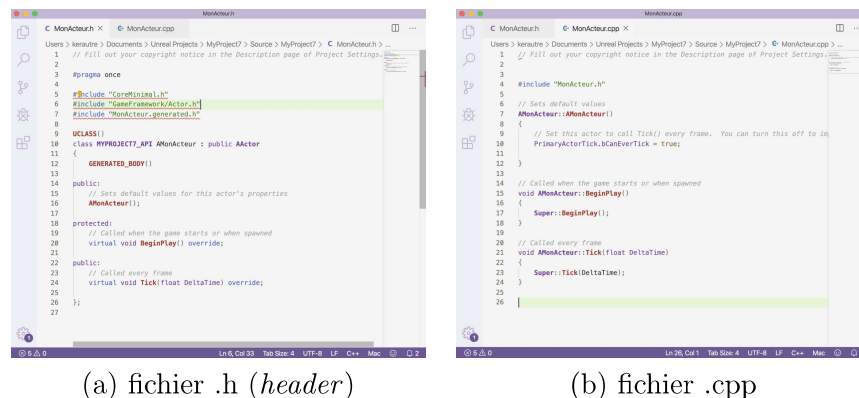 MonActeur.h
C MonActeur.h × C+ MonActeur.cpp ...
Users > kerautre > Documents > Unreal Projects > MyProject7 > Source > MyProject7 > C MonActeur.h > ...
1 // Fill out your copyright notice in the Description page of Project Settings.
2
3 #pragma once
4
5 #include "CoreMinimal.h"
6 #include "GameFramework/Actor.h"
7 #include "MonActeur.generated.h"
8
9 UCLASS()
10 class MYPROJECT7_API AMonActeur : public AActor
11 {
12 GENERATED_BODY()
13
14 public:
15 // Sets default values for this actor's properties
16 AMonActeur();
17
18 protected:
19 // Called when the game starts or when spawned
20 virtual void BeginPlay() override;
21
22 public:
23 // Called every frame
24 virtual void Tick(float DeltaTime) override;
25
26 };
27
1
5 0 Ln 6, Col 33 Tab Size: 4 UTF-8 LF C++ Mac 2
(a) fichier .h (header)
MonActeur.cpp
C MonActeur.h C+ MonActeur.cpp × ...
Users > kerautre > Documents > Unreal Projects > MyProject7 > Source > MyProject7 > C+ MonActeur.cpp > ...
1 // Fill out your copyright notice in the Description page of Project Settings.
2
3
4 #include "MonActeur.h"
5
6 // Sets default values
7 AMonActeur::AMonActeur()
8 {
9 // Set this actor to call Tick() every frame. You can turn this off to im
10 PrimaryActorTick.bCanEverTick = true;
11
12 }
13
14 // Called when the game starts or when spawned
15 void AMonActeur::BeginPlay()
16 {
17 Super::BeginPlay();
18 }
19
20 // Called every frame
21 void AMonActeur::Tick(float DeltaTime)
22 {
23 Super::Tick(DeltaTime);
24 }
25
26
1
5 0 Ln 26, Col 1 Tab Size: 4 UTF-8 LF C++ Mac
(b) fichier .cpp